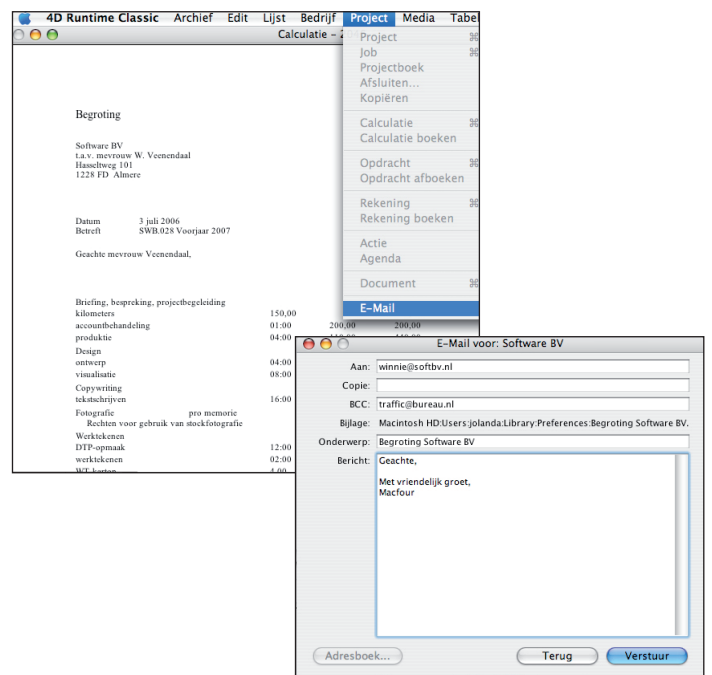 4D Runtime Classic Archief Edit Lijst Bedrijf Project Media Tabel
Calculatie –
Project ⌘
Job ⌘
Projectboek
Afsluiten...
Kopiëren
Calculatie ⌘
Calculatie boeken
Opdracht ⌘
Opdracht afboeken
Rekening ⌘
Rekening boeken
Actie
Agenda
Document ⌘
E-Mail
Begroting
Software BV
t.a.v. mevrouw W. Veenendaal
Hasseltweg 101
1228 FD Almere
Datum 3 juli 2006
Betreft SWB.028 Voorjaar 2007
Geachte mevrouw Veenendaal,
Briefing, bespreking, projectbegeleiding
kilometers 150,00
accountbehandeling 01:00 200,00 200,00
produktie 04:00
Design
ontwerp 04:00
visualisatie 08:00
Copywriting
tekstschrijven 16:00
Fotografie pro memorie
Rechten voor gebruik van stockfotografie
Werktekenen
DTP-opmaak 12:00
werktekenen 02:00
E-Mail voor: Software BV
Aan: winnie@softbv.nl
Copie:
BCC: traffic@bureau.nl
Bijlage: Macintosh HD:Users:jolanda:Library:Preferences:Begroting Software BV.
Onderwerp: Begroting Software BV
Bericht: Geachte,
Met vriendelijk groet,
Macfour
Adresboek... Terug Verstuur